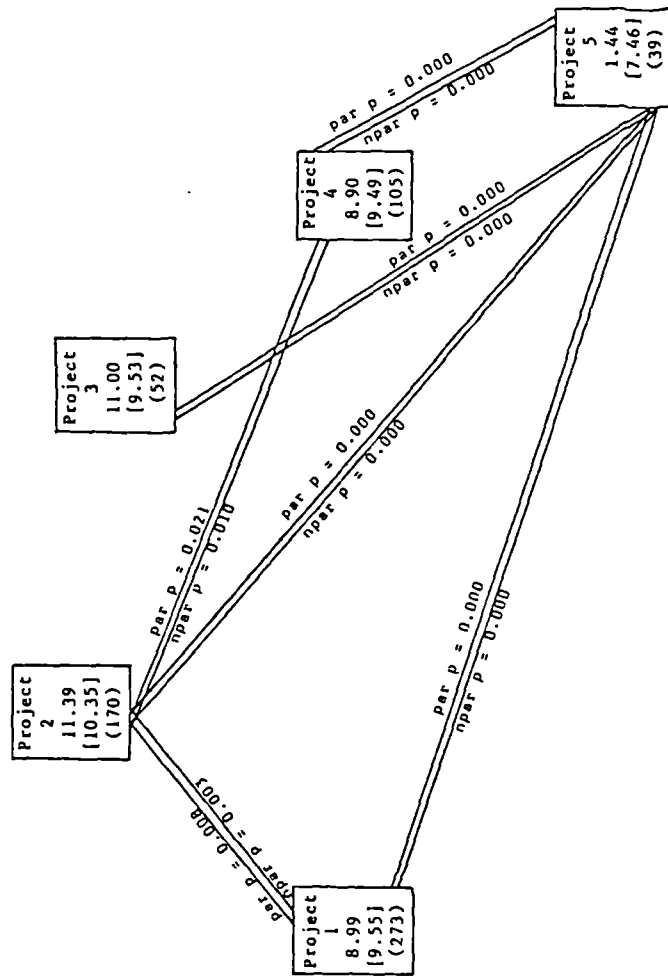 Project
1
8.99
[9.55]
(273)
Project
2
11.39
[10.35]
(170)
Project
3
11.00
[9.53]
(52)
Project
4
8.90
[9.49]
(105)
Project
5
1.44
[7.46]
(39)
par p = 0.008
npar p = 0.003
par p = 0.021
npar p = 0.010
par p = 0.000
npar p = 0.000
par p = 0.000
npar p = 0.000
par p = 0.000
npar p = 0.000
par p = 0.000
npar p = 0.000